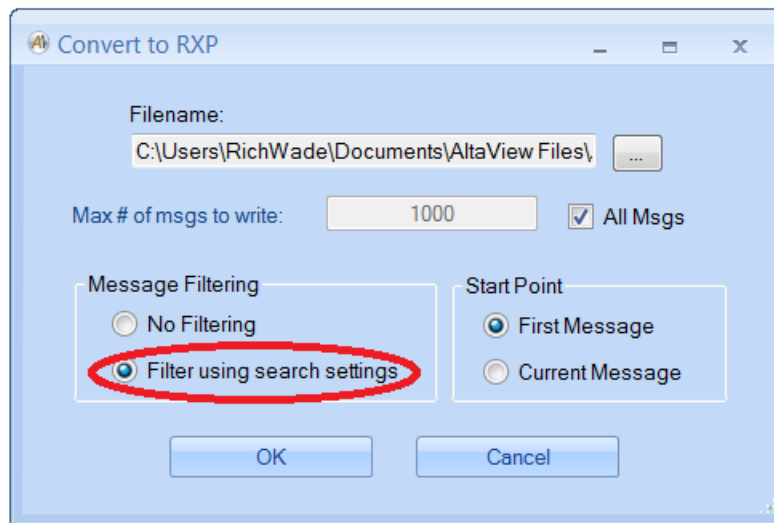 Convert to RXP
Filename:
C:\Users\RichWade\Documents\AltaView Files\
...
Max # of msgs to write: 1000 All Msgs
Message Filtering
No Filtering
Filter using search settings
Start Point
First Message
Current Message
OK Cancel